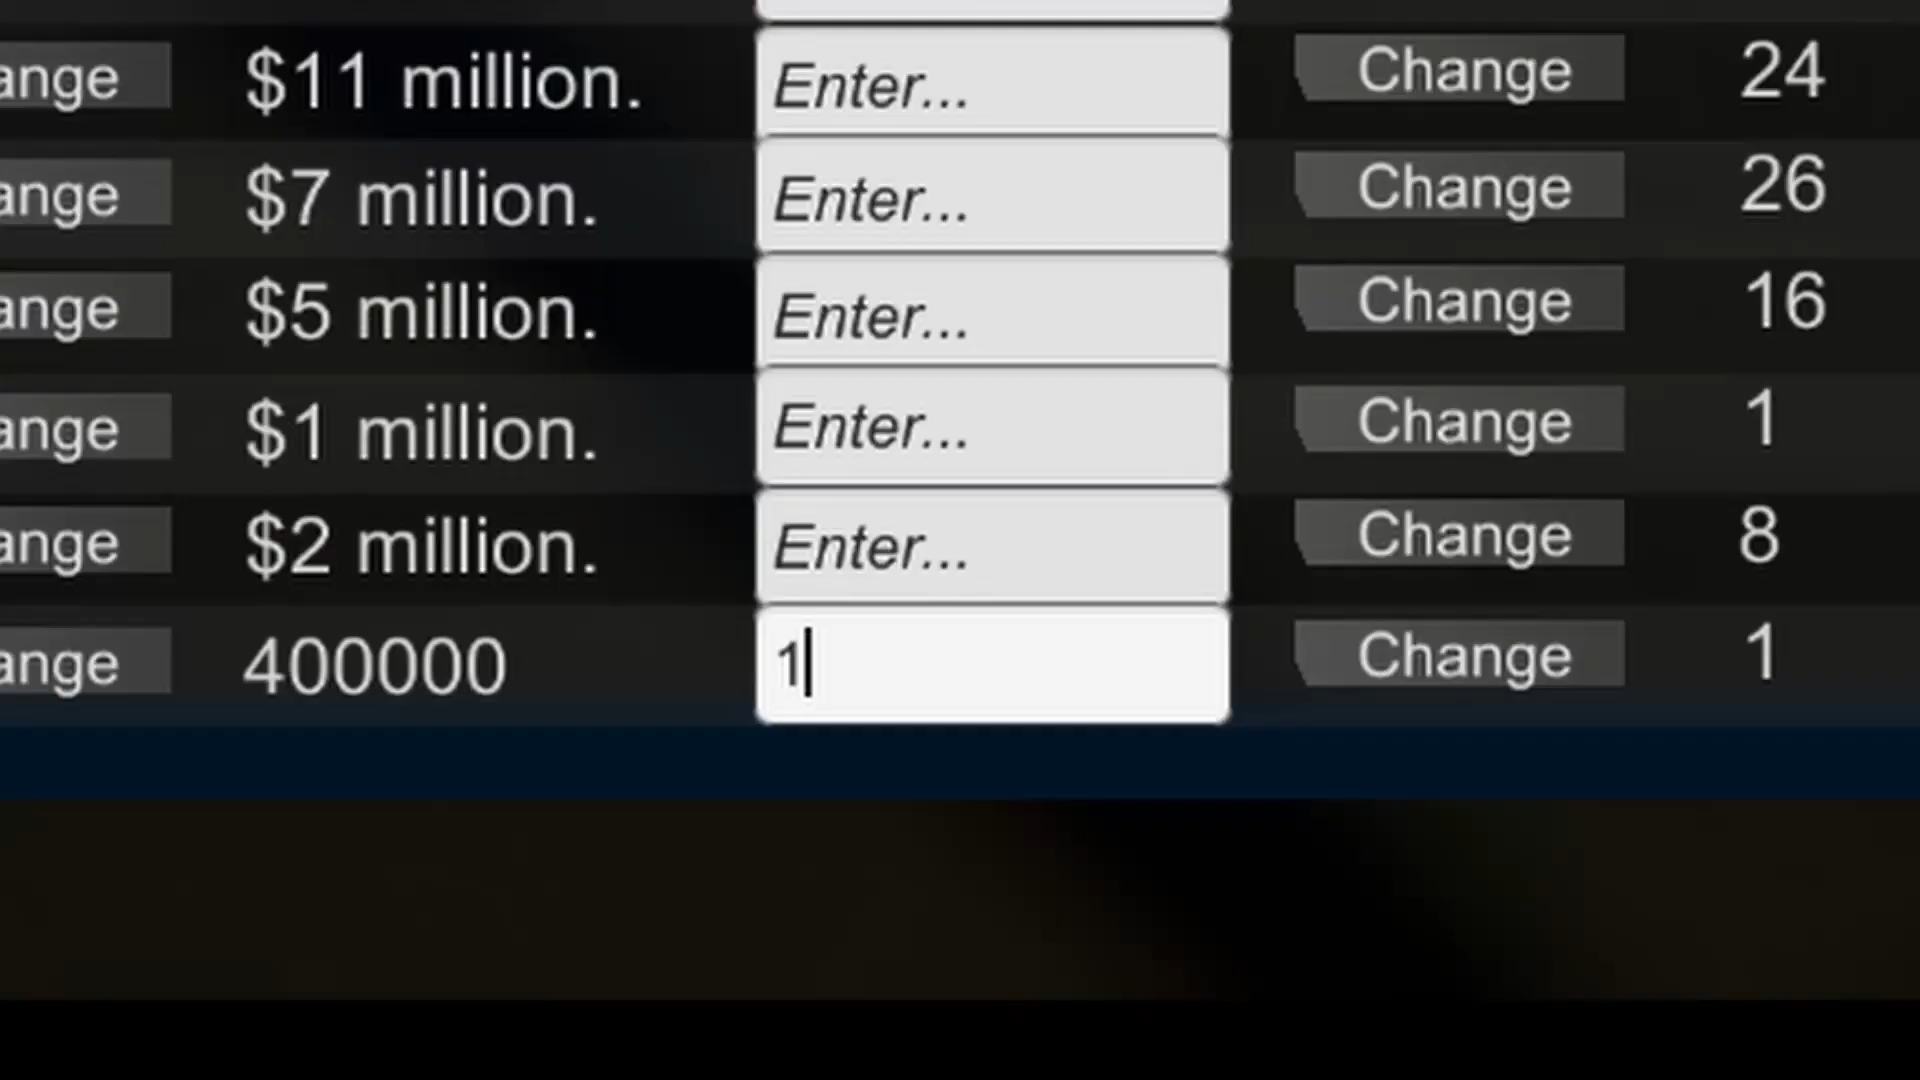 ange $11 million. Enter... Change 24
ange $7 million. Enter... Change 26
ange $5 million. Enter... Change 16
ange $1 million. Enter... Change 1
ange $2 million. Enter... Change 8
ange 400000 1 Change 1